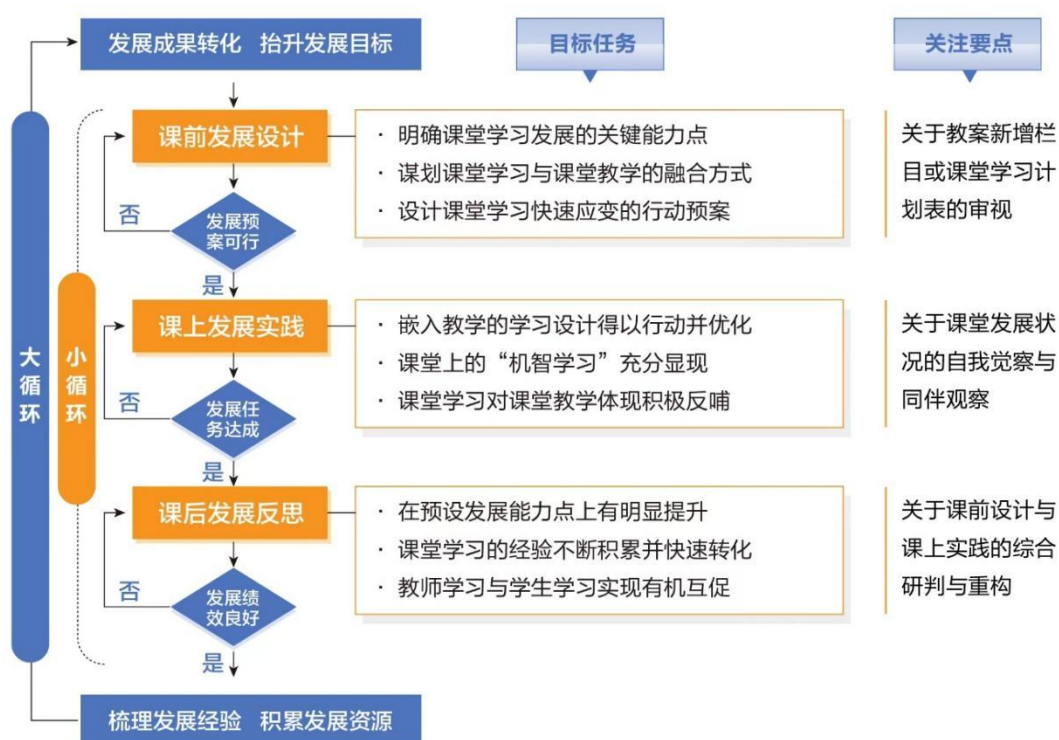 发展成果转化 抬升发展目标
目标任务
关注要点
课前发展设计
· 明确课堂学习发展的关键能力点
· 谋划课堂学习与课堂教学的融合方式
· 设计课堂学习快速应变的行动预案
关于教案新增栏
目或课堂学习计
划表的审视
否
发展预
案可行
是
课上发展实践
· 嵌入教学的学习设计得以行动并优化
· 课堂上的“机智学习”充分显现
· 课堂学习对课堂教学体现积极反哺
关于课堂发展状
况的自我觉察与
同伴观察
大循环
小循环
否
发展任
务达成
是
课后发展反思
· 在预设发展能力点上有明显提升
· 课堂学习的经验不断积累并快速转化
· 教师学习与学生学习实现有机互促
关于课前设计与
课上实践的综合
研判与重构
否
发展绩
效良好
是
梳理发展经验 积累发展资源